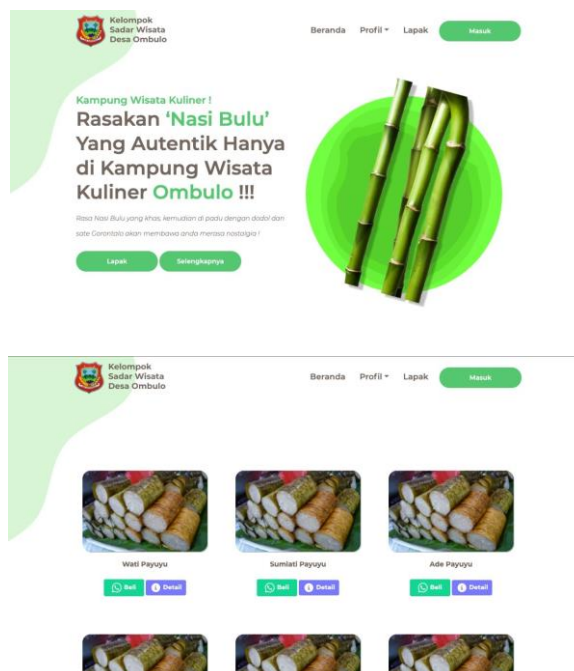 Kelompok
Sadar Wisata
Desa Ombulo
Beranda Profil Lapak Masuk
Kampung Wisata Kuliner !
Rasakan ‘Nasi Bulu’
Yang Autentik Hanya
di Kampung Wisata
Kuliner Ombulo !!!
Rasa Nasi Bulu yang khas, kemudian di padu dengan dodol dan
sate Gorontalo akan membawa anda merasa nostalgia !
Lapak Selengkapnya
Kelompok
Sadar Wisata
Desa Ombulo
Beranda Profil Lapak Masuk
Wati Payuyu Sumiati Payuyu Ade Payuyu
Beli Detail Beli Detail Beli Detail